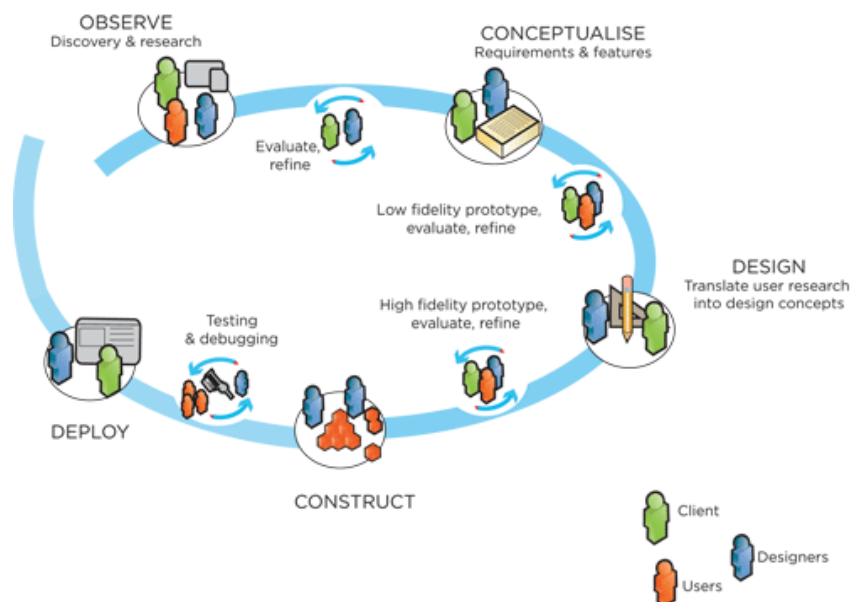 OBSERVE
Discovery & research
CONCEPTUALISE
Requirements & features
Evaluate,
refine
Low fidelity prototype,
evaluate, refine
DESIGN
Translate user research
into design concepts
High fidelity prototype,
evaluate, refine
Testing
& debugging
DEPLOY
CONSTRUCT
Client
Designers
Users